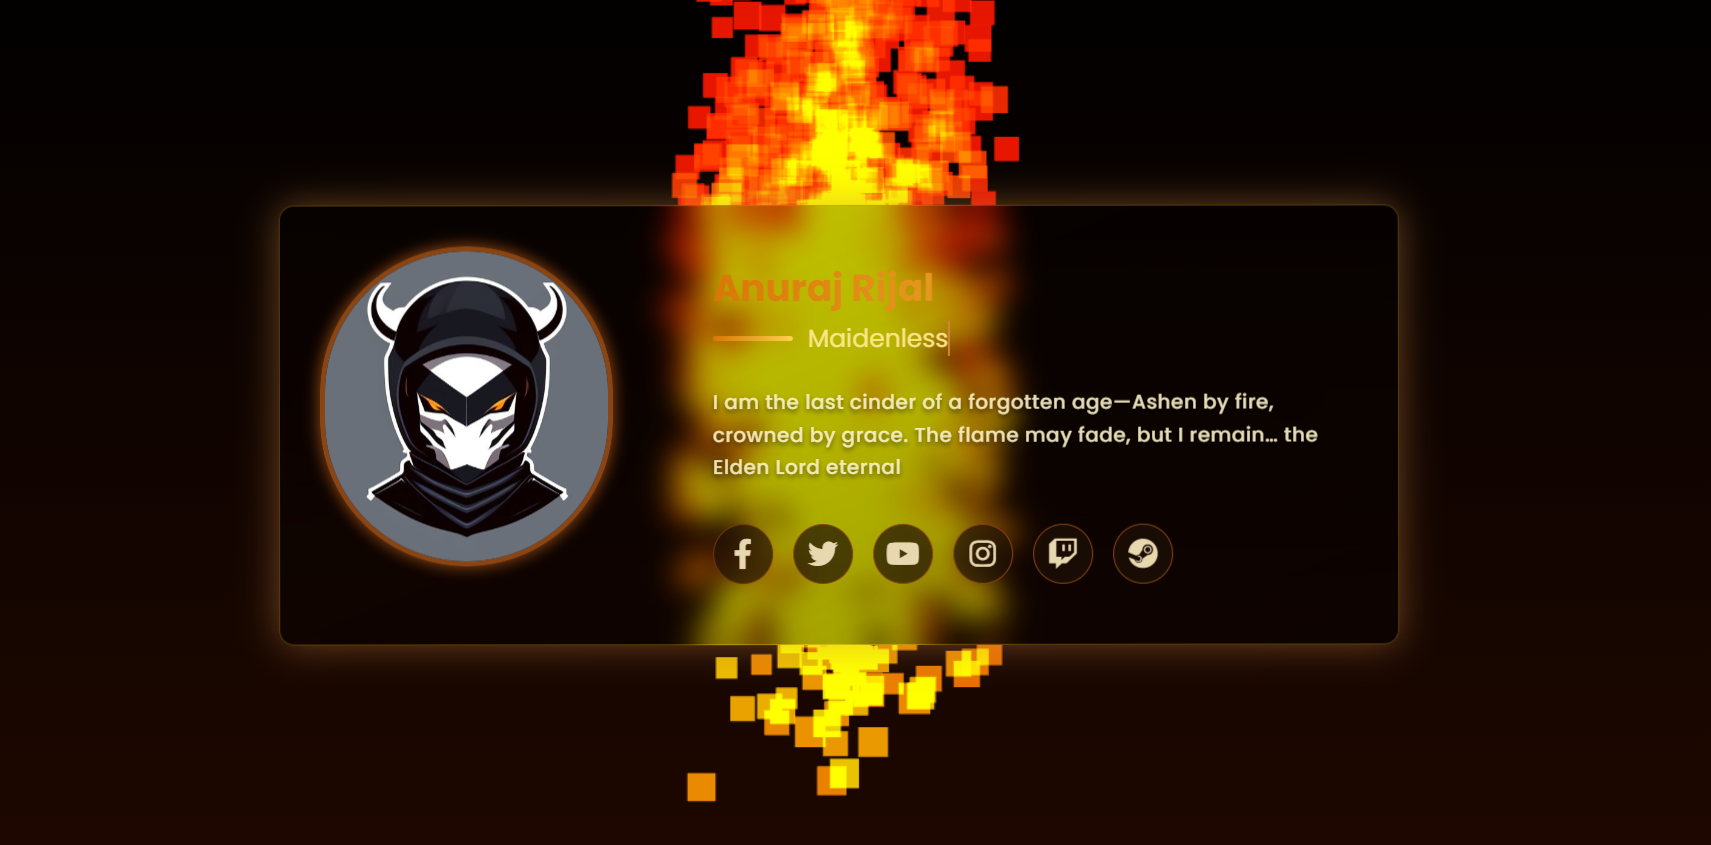 Anuraj Rijal
Maidenless
I am the last cinder of a forgotten age—Ashen by fire,
crowned by grace. The flame may fade, but I remain... the
Elden Lord eternal